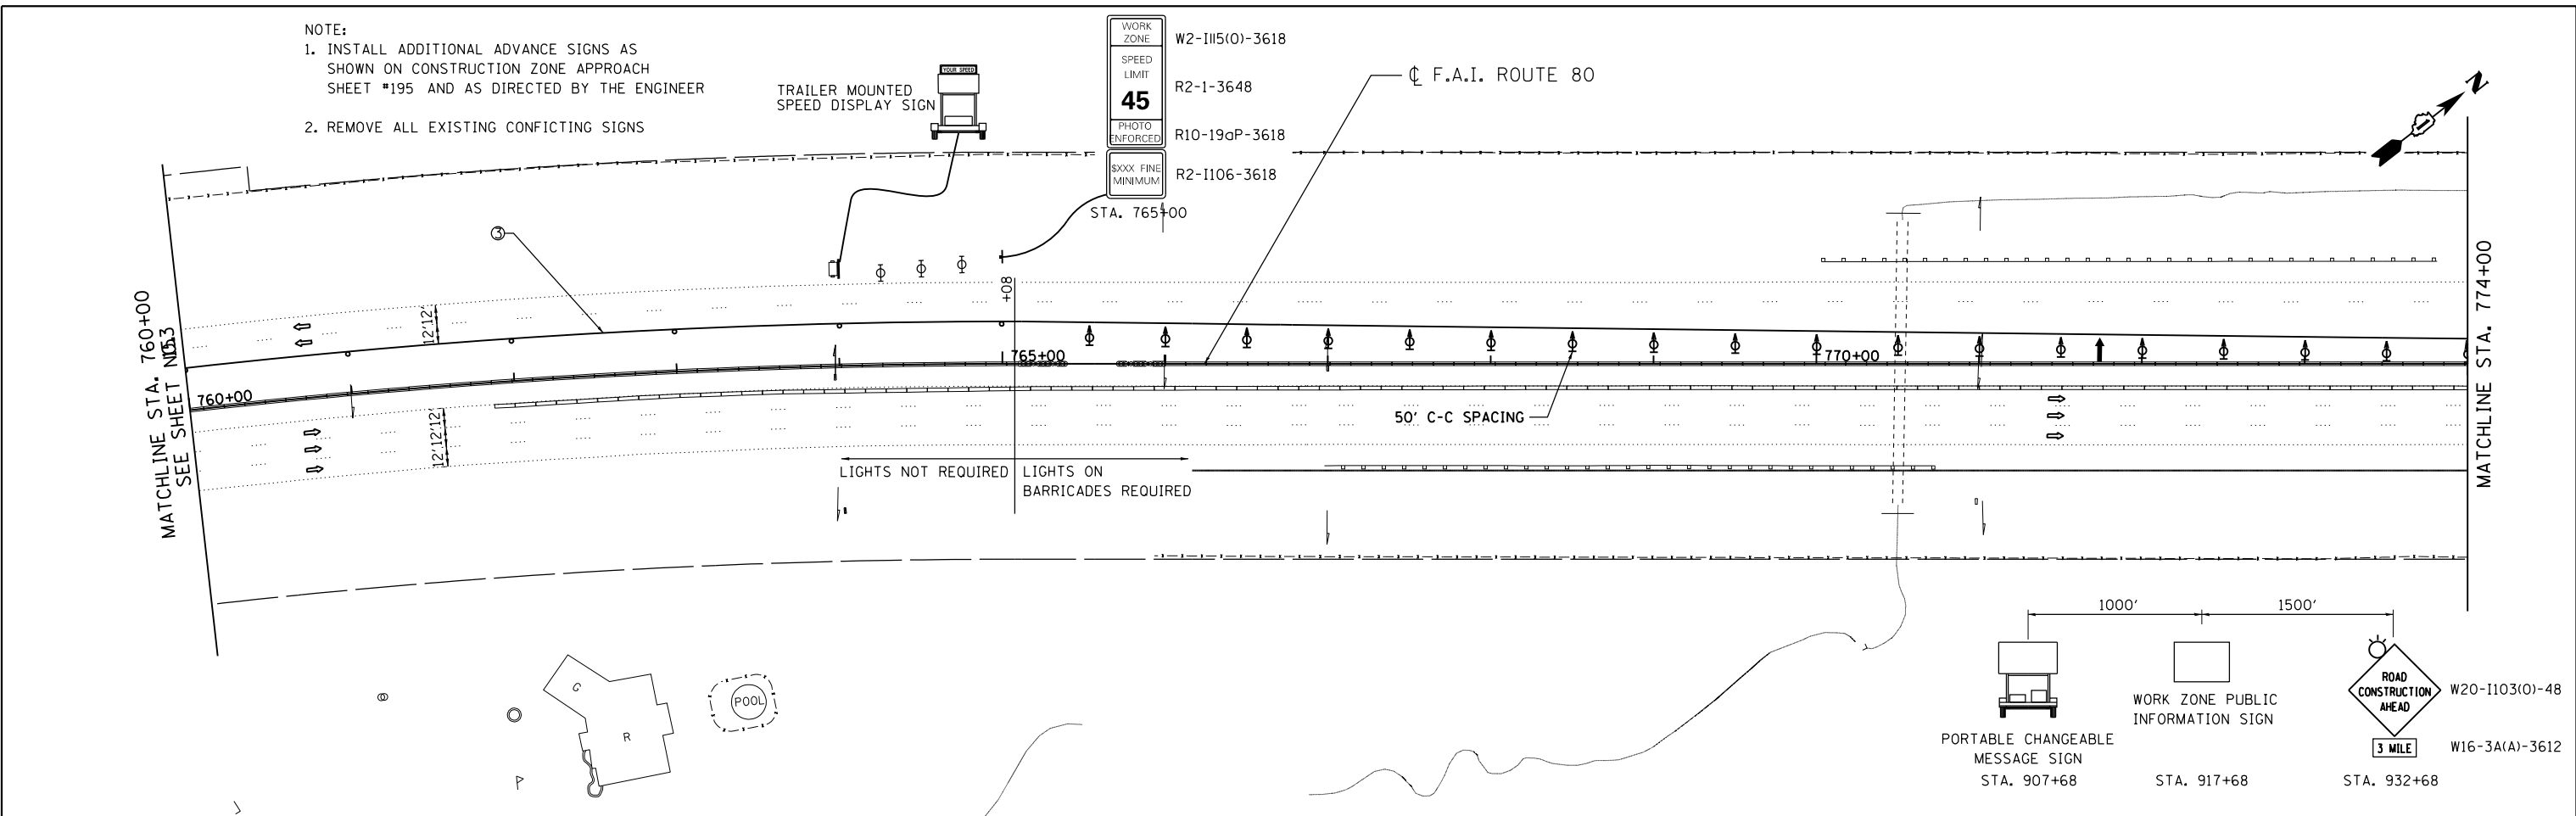 NOTE:
1. INSTALL ADDITIONAL ADVANCE SIGNS AS
SHOWN ON CONSTRUCTION ZONE APPROACH
SHEET #195 AND AS DIRECTED BY THE ENGINEER
2. REMOVE ALL EXISTING CONFICTING SIGNS
TRAILER MOUNTED
SPEED DISPLAY SIGN
YOUR SPEED
WORK
ZONE
W2-I115(O)-3618
SPEED
LIMIT
45
R2-1-3648
PHOTO
ENFORCED
R10-19aP-3618
$XXX FINE
MINIMUM
R2-I106-3618
STA. 765+00
℄ F.A.I. ROUTE 80
N
3
+08
12' 12'
MATCHLINE STA. 760+00
SEE SHEET NO.
153
760+00
765+00
770+00
12' 12' 12'
50' C-C SPACING
LIGHTS NOT REQUIRED
LIGHTS ON
BARRICADES REQUIRED
MATCHLINE STA. 774+00
1000'
1500'
G
R
POOL
P
PORTABLE CHANGEABLE
MESSAGE SIGN
STA. 907+68
WORK ZONE PUBLIC
INFORMATION SIGN
STA. 917+68
ROAD
CONSTRUCTION
AHEAD
W20-I103(O)-48
3 MILE
W16-3A(A)-3612
STA. 932+68